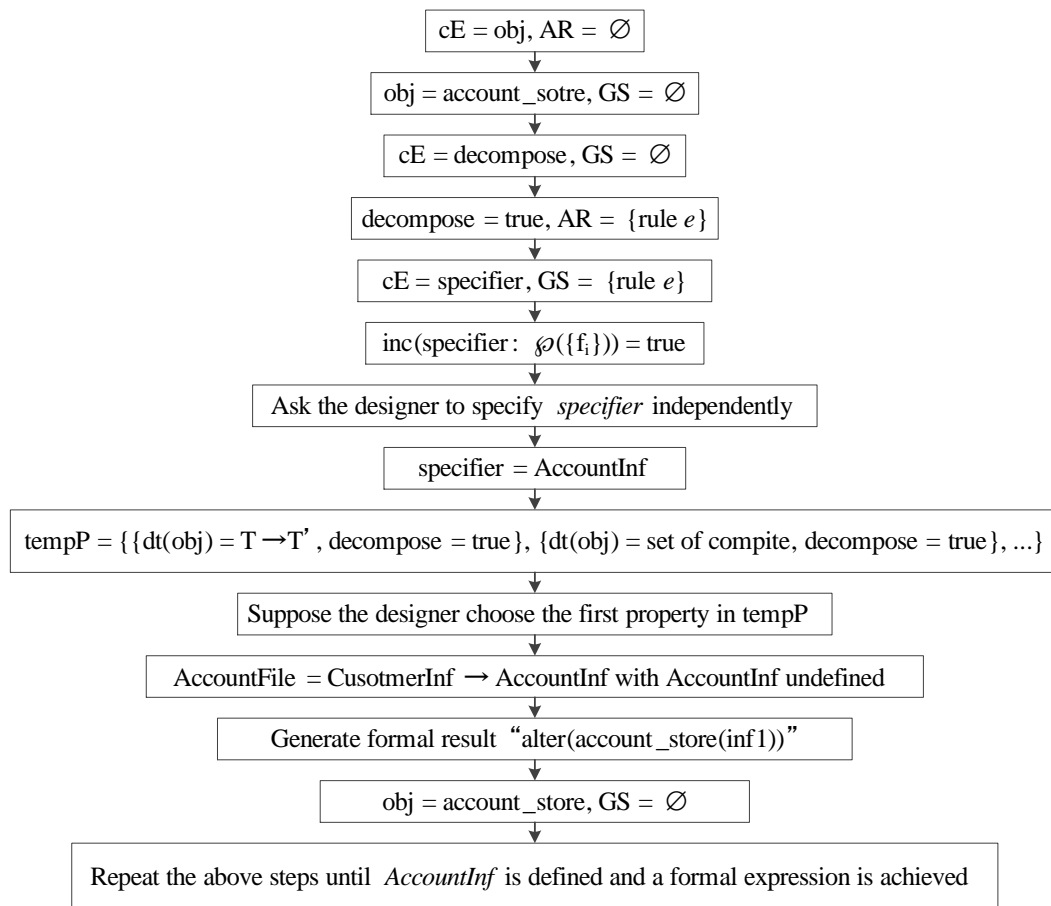 cE = obj, AR = ∅
obj = account_sotre, GS = ∅
cE = decompose, GS = ∅
decompose = true, AR = {rule e}
cE = specifier, GS = {rule e}
inc(specifier: ℘({fᵢ})) = true
Ask the designer to specify specifier independently
specifier = AccountInf
tempP = {{dt(obj) = T →T’, decompose = true}, {dt(obj) = set of compite, decompose = true}, ...}
Suppose the designer choose the first property in tempP
AccountFile = CusotmerInf → AccountInf with AccountInf undefined
Generate formal result “alter(account_store(inf1))”
obj = account_store, GS = ∅
Repeat the above steps until AccountInf is defined and a formal expression is achieved